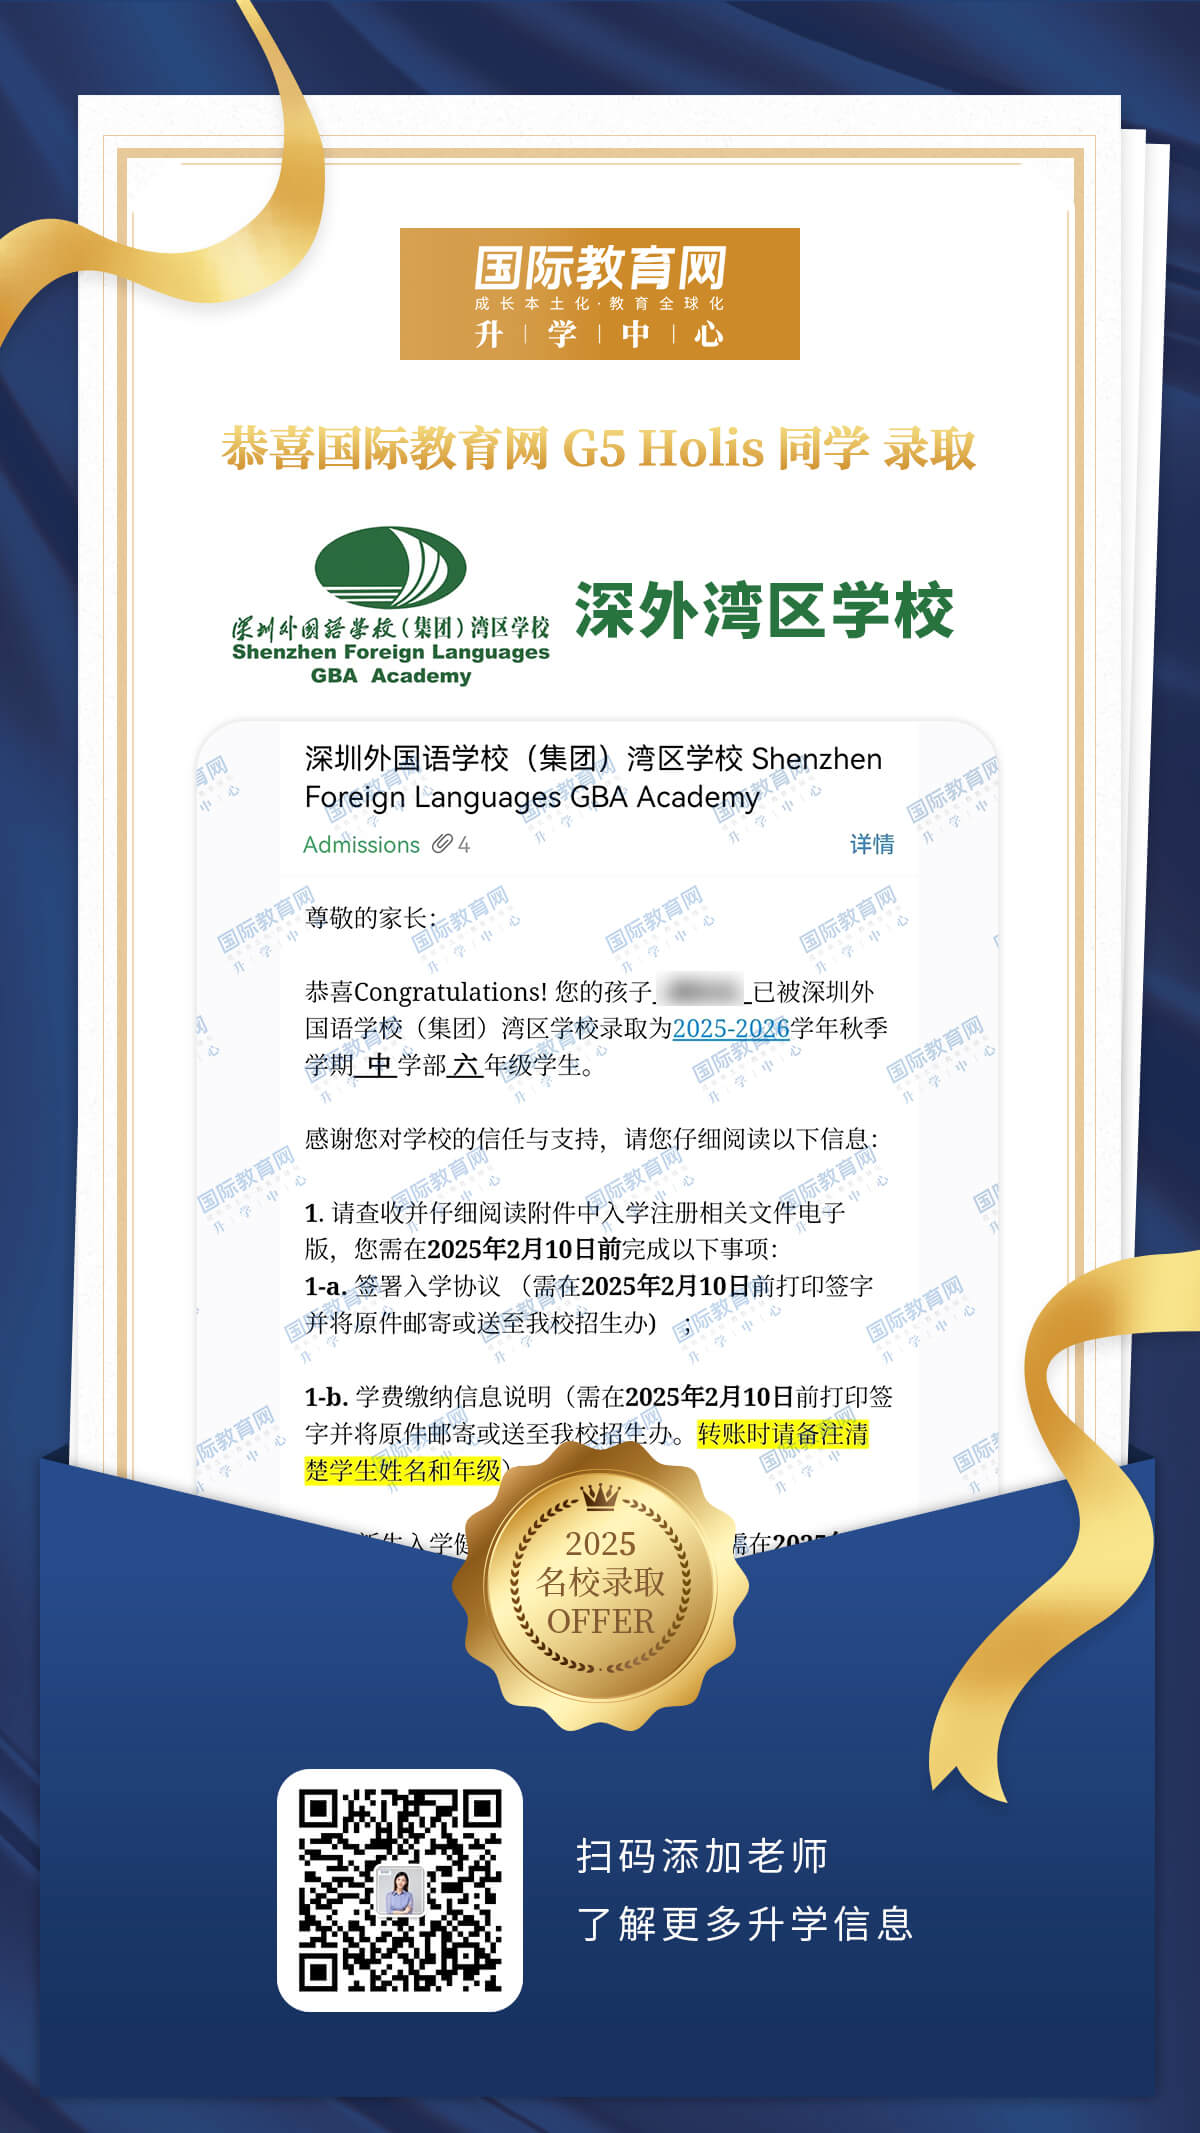 国际教育网
成长本土化·教育全球化
升 | 学 | 中 | 心
恭喜国际教育网 G5 Holis 同学 录取
深圳外国語学校(集团)湾区学校
Shenzhen Foreign Languages
GBA Academy
深外湾区学校
深圳外国语学校（集团）湾区学校 Shenzhen
Foreign Languages GBA Academy
Admissions 4
详情
尊敬的家长：
恭喜Congratulations! 您的孩子 已被深圳外
国语学校（集团）湾区学校录取为2025-2026学年秋季
学期 中 学部 六 年级学生。
感谢您对学校的信任与支持，请您仔细阅读以下信息：
1. 请查收并仔细阅读附件中入学注册相关文件电子
版，您需在2025年2月10日前完成以下事项：
1-a. 签署入学协议 （需在2025年2月10日前打印签字
并将原件邮寄或送至我校招生办） ;
1-b. 学费缴纳信息说明（需在2025年2月10日前打印签
字并将原件邮寄或送至我校招生办。转账时请备注清
楚学生姓名和年级）
新生入学健 需在2025年
2025
名校录取
OFFER
扫码添加老师
了解更多升学信息